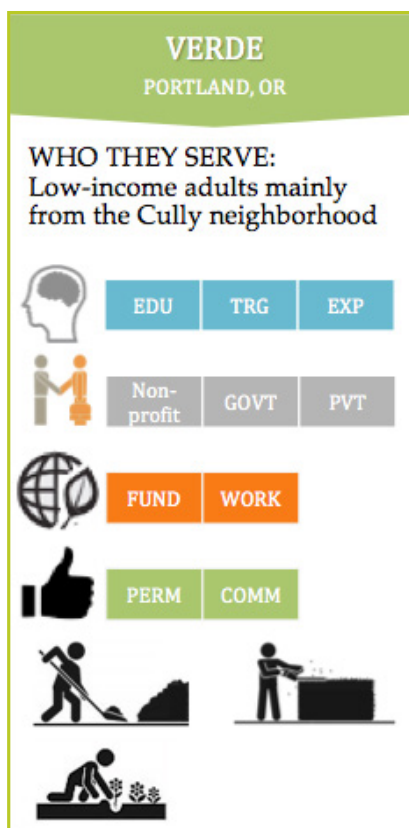 VERDE
PORTLAND, OR
WHO THEY SERVE:
Low-income adults mainly
from the Cully neighborhood
EDU TRG EXP
Non-
profit GOVT PVT
FUND WORK
PERM COMM